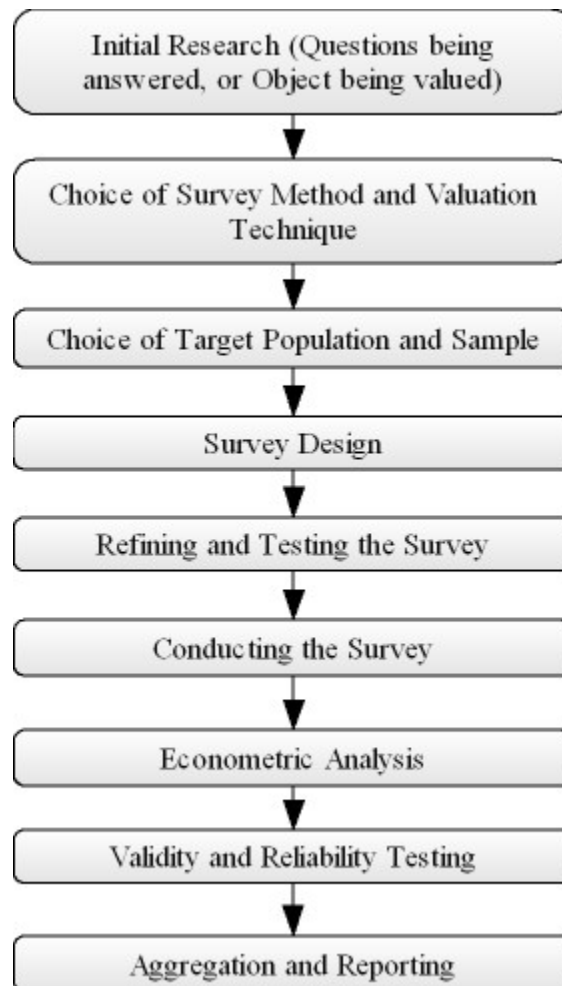 Initial Research (Questions being
answered, or Object being valued)
Choice of Survey Method and Valuation
Technique
Choice of Target Population and Sample
Survey Design
Refining and Testing the Survey
Conducting the Survey
Econometric Analysis
Validity and Reliability Testing
Aggregation and Reporting